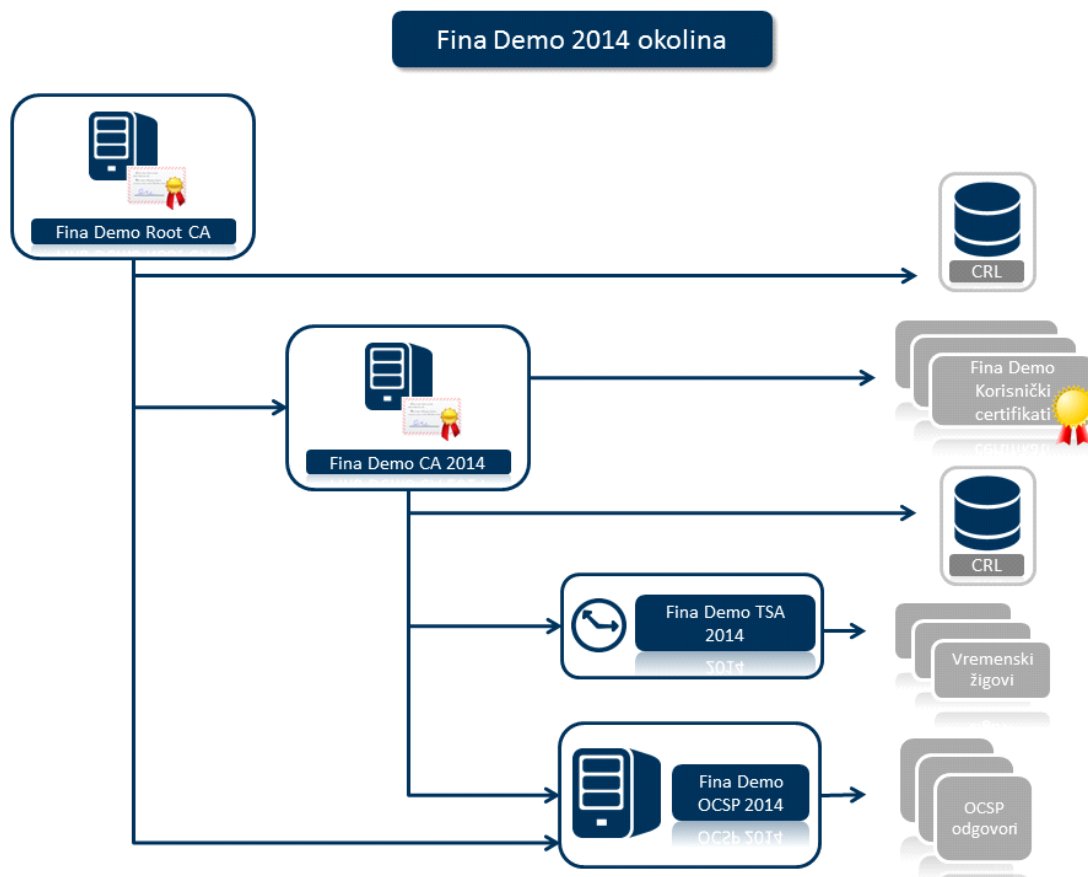 Fina Demo 2014 okolina
Fina Demo Root CA
CRL
Fina Demo
Korisnički
certifikati
Fina Demo CA 2014
CRL
Fina Demo TSA
2014
Vremenski
žigovi
Fina Demo
OCSP 2014
OCSP
odgovori